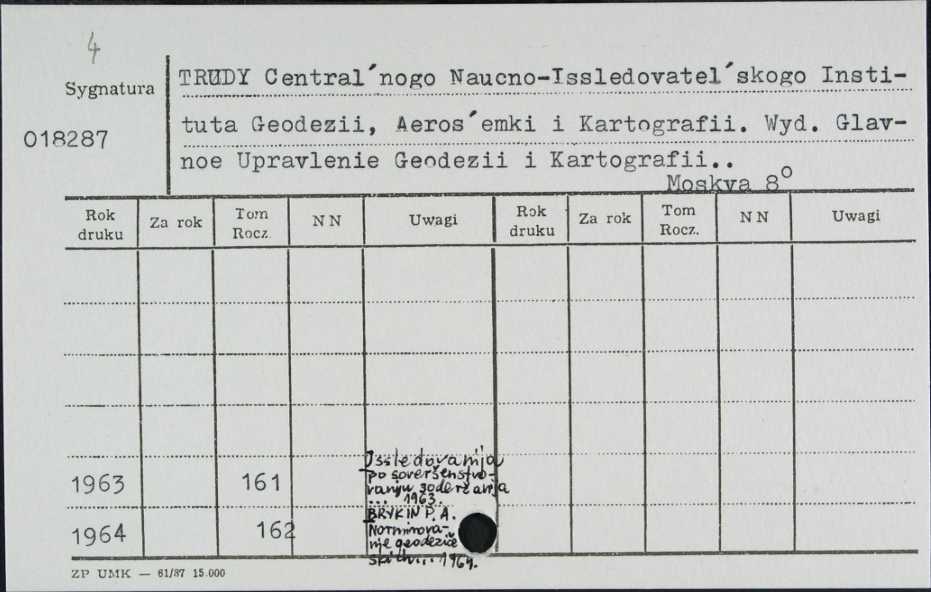 4
Sygnatura
018287
TRUDY Central´nogo Naucno-Issledovatel´skogo Insti-
tuta Geodezii, Aeros´emki i Kartografii. Wyd. Glav-
noe Upravlenie Geodezii i Kartografii..
Moskva 8°
Rok druku Za rok Tom Rocz. N N Uwagi Rok druku Za rok Tom Rocz. N N Uwagi
1963 161
Issledovanija
po soveršenstvo-
vaniju soderžanija
... 1963.
1964 162
BRYKIN P. A.
Normirova-
nie geodezič
skich... 1964.
ZP UMK — 61/87 15.000